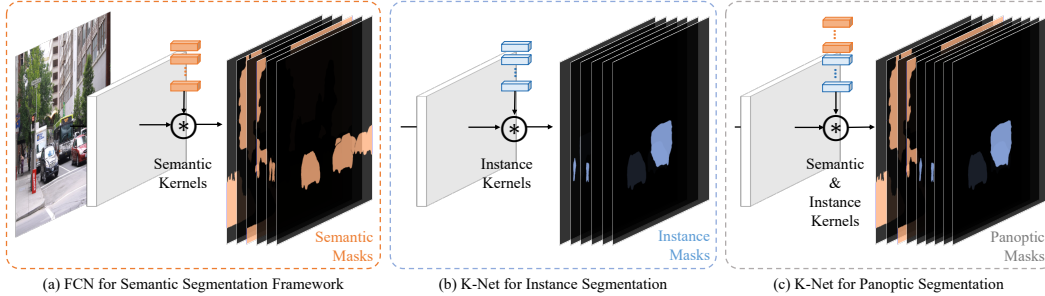 Semantic
Kernels
Semantic
Masks
(a) FCN for Semantic Segmentation Framework
Instance
Kernels
Instance
Masks
(b) K-Net for Instance Segmentation
Semantic
&
Instance
Kernels
Panoptic
Masks
(c) K-Net for Panoptic Segmentation